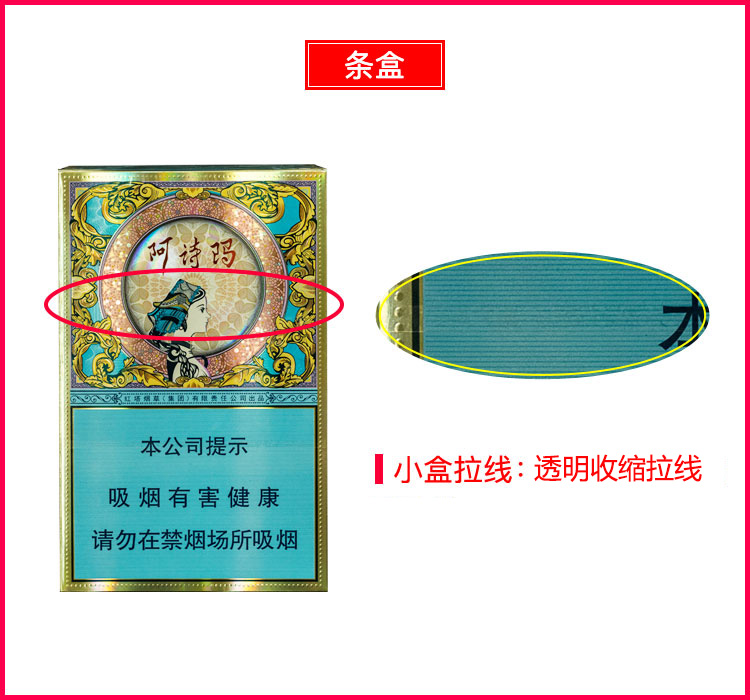 条盒
阿诗玛
红塔烟草(集团)有限责任公司出品
本公司提示
吸烟有害健康
请勿在禁烟场所吸烟
本
小盒拉线：透明收缩拉线